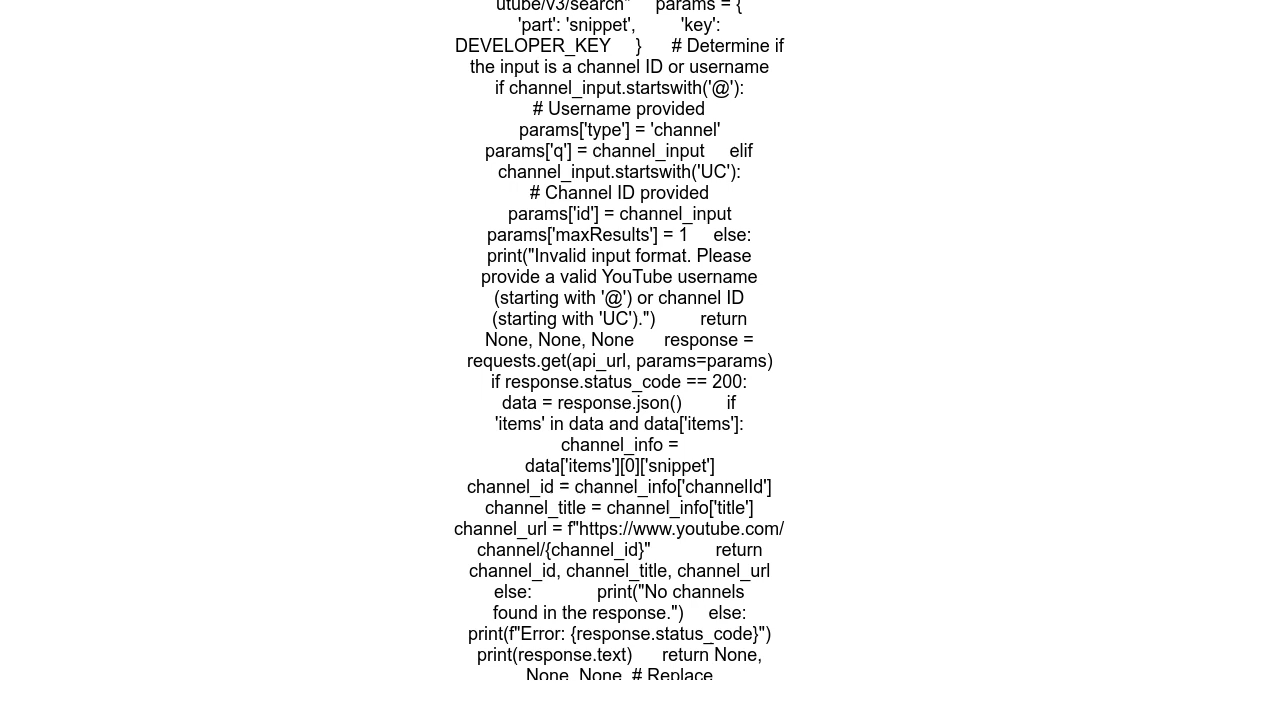 utube/v3/search"     params = {
'part': 'snippet',         'key':
DEVELOPER_KEY     }      # Determine if
the input is a channel ID or username
if channel_input.startswith('@'):
# Username provided
params['type'] = 'channel'
params['q'] = channel_input     elif
channel_input.startswith('UC'):
# Channel ID provided
params['id'] = channel_input
params['maxResults'] = 1     else:
print("Invalid input format. Please
provide a valid YouTube username
(starting with '@') or channel ID
(starting with 'UC').")         return
None, None, None      response =
requests.get(api_url, params=params)
if response.status_code == 200:
data = response.json()         if
'items' in data and data['items']:
channel_info =
data['items'][0]['snippet']
channel_id = channel_info['channelId']
channel_title = channel_info['title']
channel_url = f"https://www.youtube.com/
channel/{channel_id}"             return
channel_id, channel_title, channel_url
else:             print("No channels
found in the response.")     else:
print(f"Error: {response.status_code}")
print(response.text)      return None,
None, None  # Replace